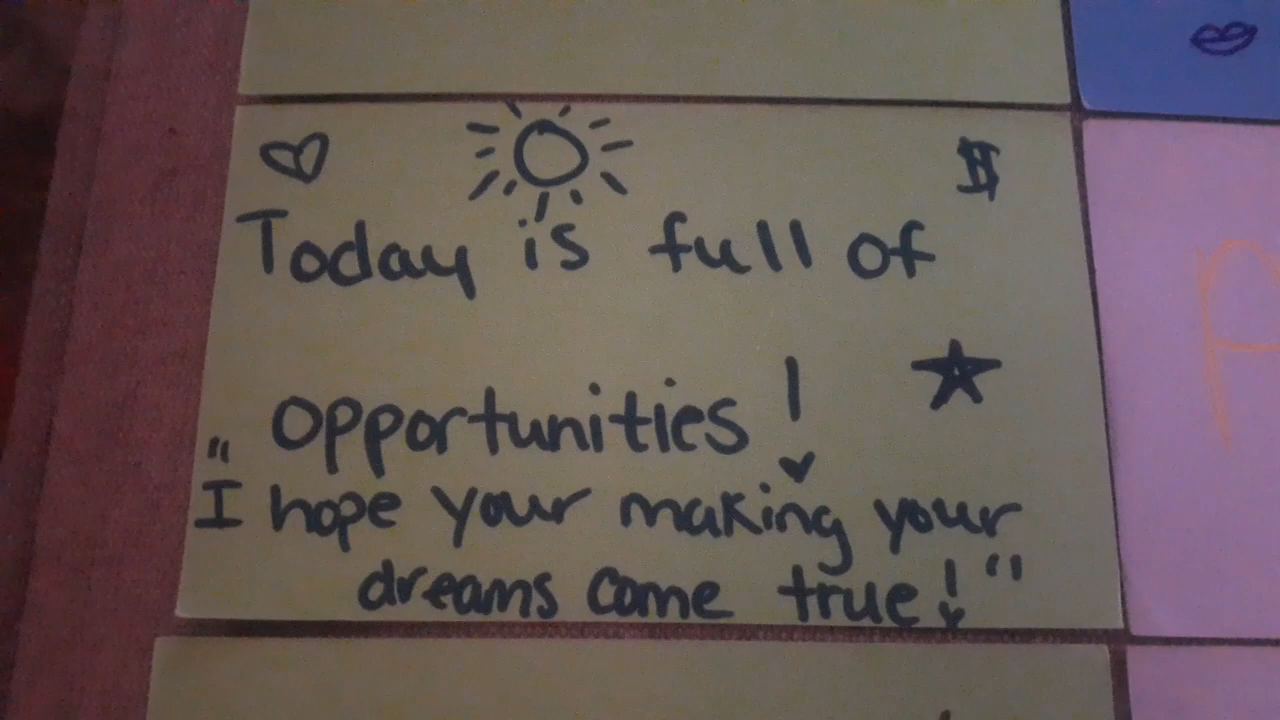 $
Today is full of
Opportunities!
"I hope your making your
dreams come true!"